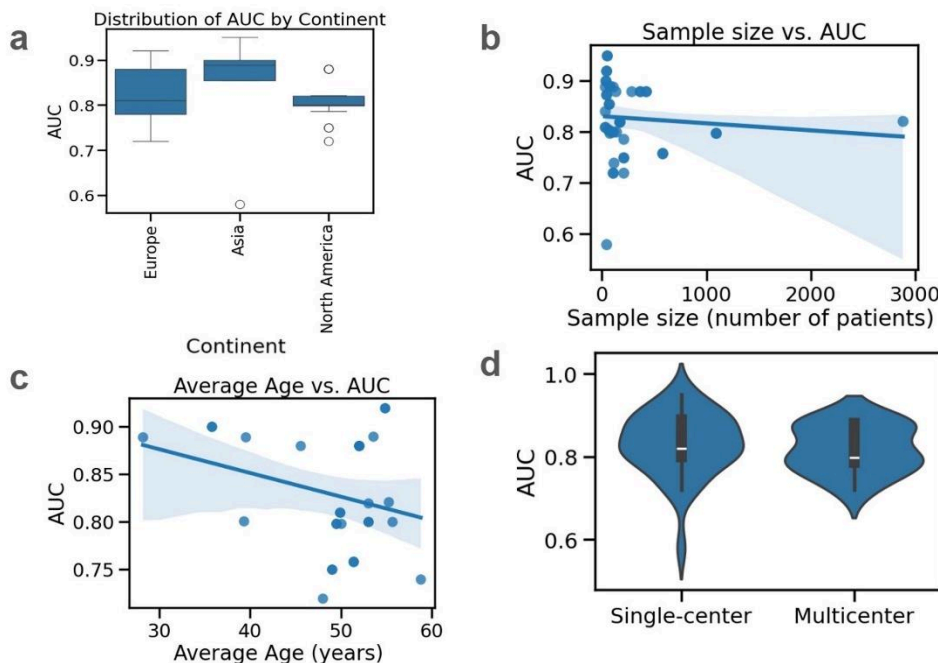 a
Distribution of AUC by Continent
AUC
0.9
0.8
0.7
0.6
Europe
Asia
North America
Continent
b
Sample size vs. AUC
AUC
0.9
0.8
0.7
0.6
0
1000
2000
3000
Sample size (number of patients)
c
Average Age vs. AUC
AUC
0.90
0.85
0.80
0.75
30
40
50
60
Average Age (years)
d
AUC
1.0
0.8
0.6
Single-center
Multicenter